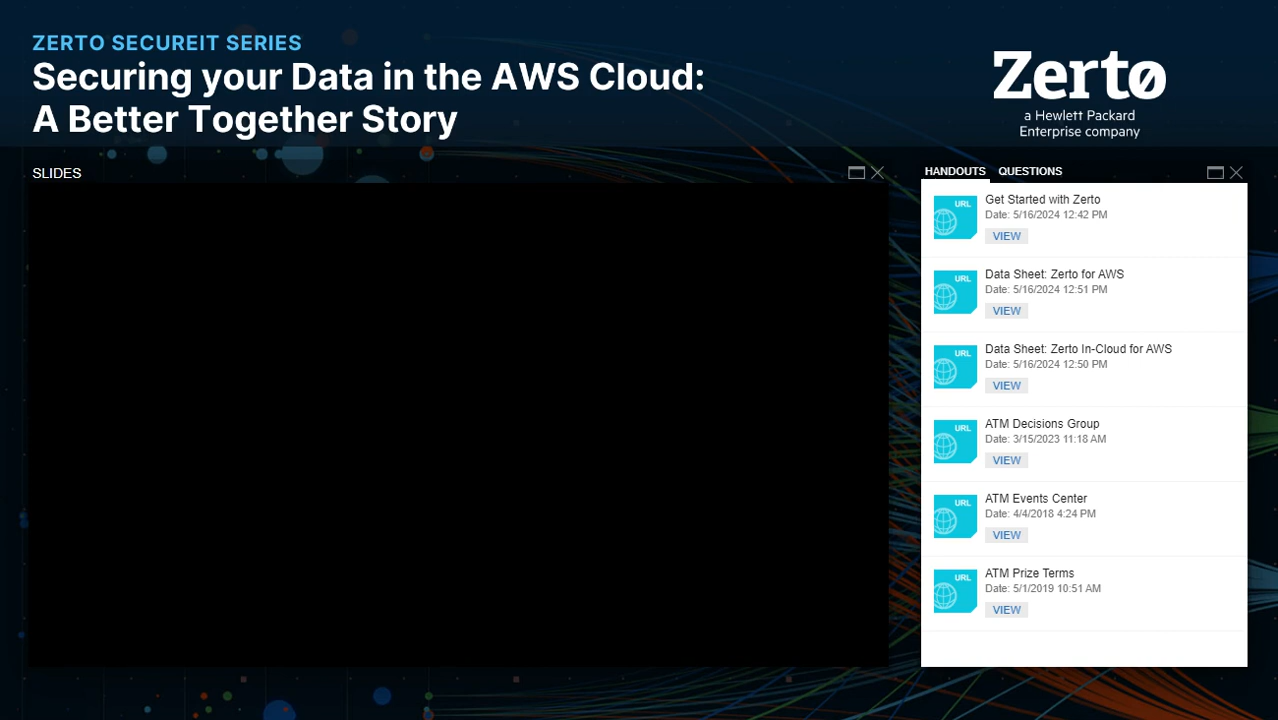 ZERTO SECUREIT SERIES
Securing your Data in the AWS Cloud:
A Better Together Story
Zerto
a Hewlett Packard
Enterprise company
SLIDES
HANDOUTS QUESTIONS
URL
Get Started with Zerto
Date: 5/16/2024 12:42 PM
VIEW
URL
Data Sheet: Zerto for AWS
Date: 5/16/2024 12:51 PM
VIEW
URL
Data Sheet: Zerto In-Cloud for AWS
Date: 5/16/2024 12:50 PM
VIEW
URL
ATM Decisions Group
Date: 3/15/2023 11:18 AM
VIEW
URL
ATM Events Center
Date: 4/4/2018 4:24 PM
VIEW
URL
ATM Prize Terms
Date: 5/1/2019 10:51 AM
VIEW